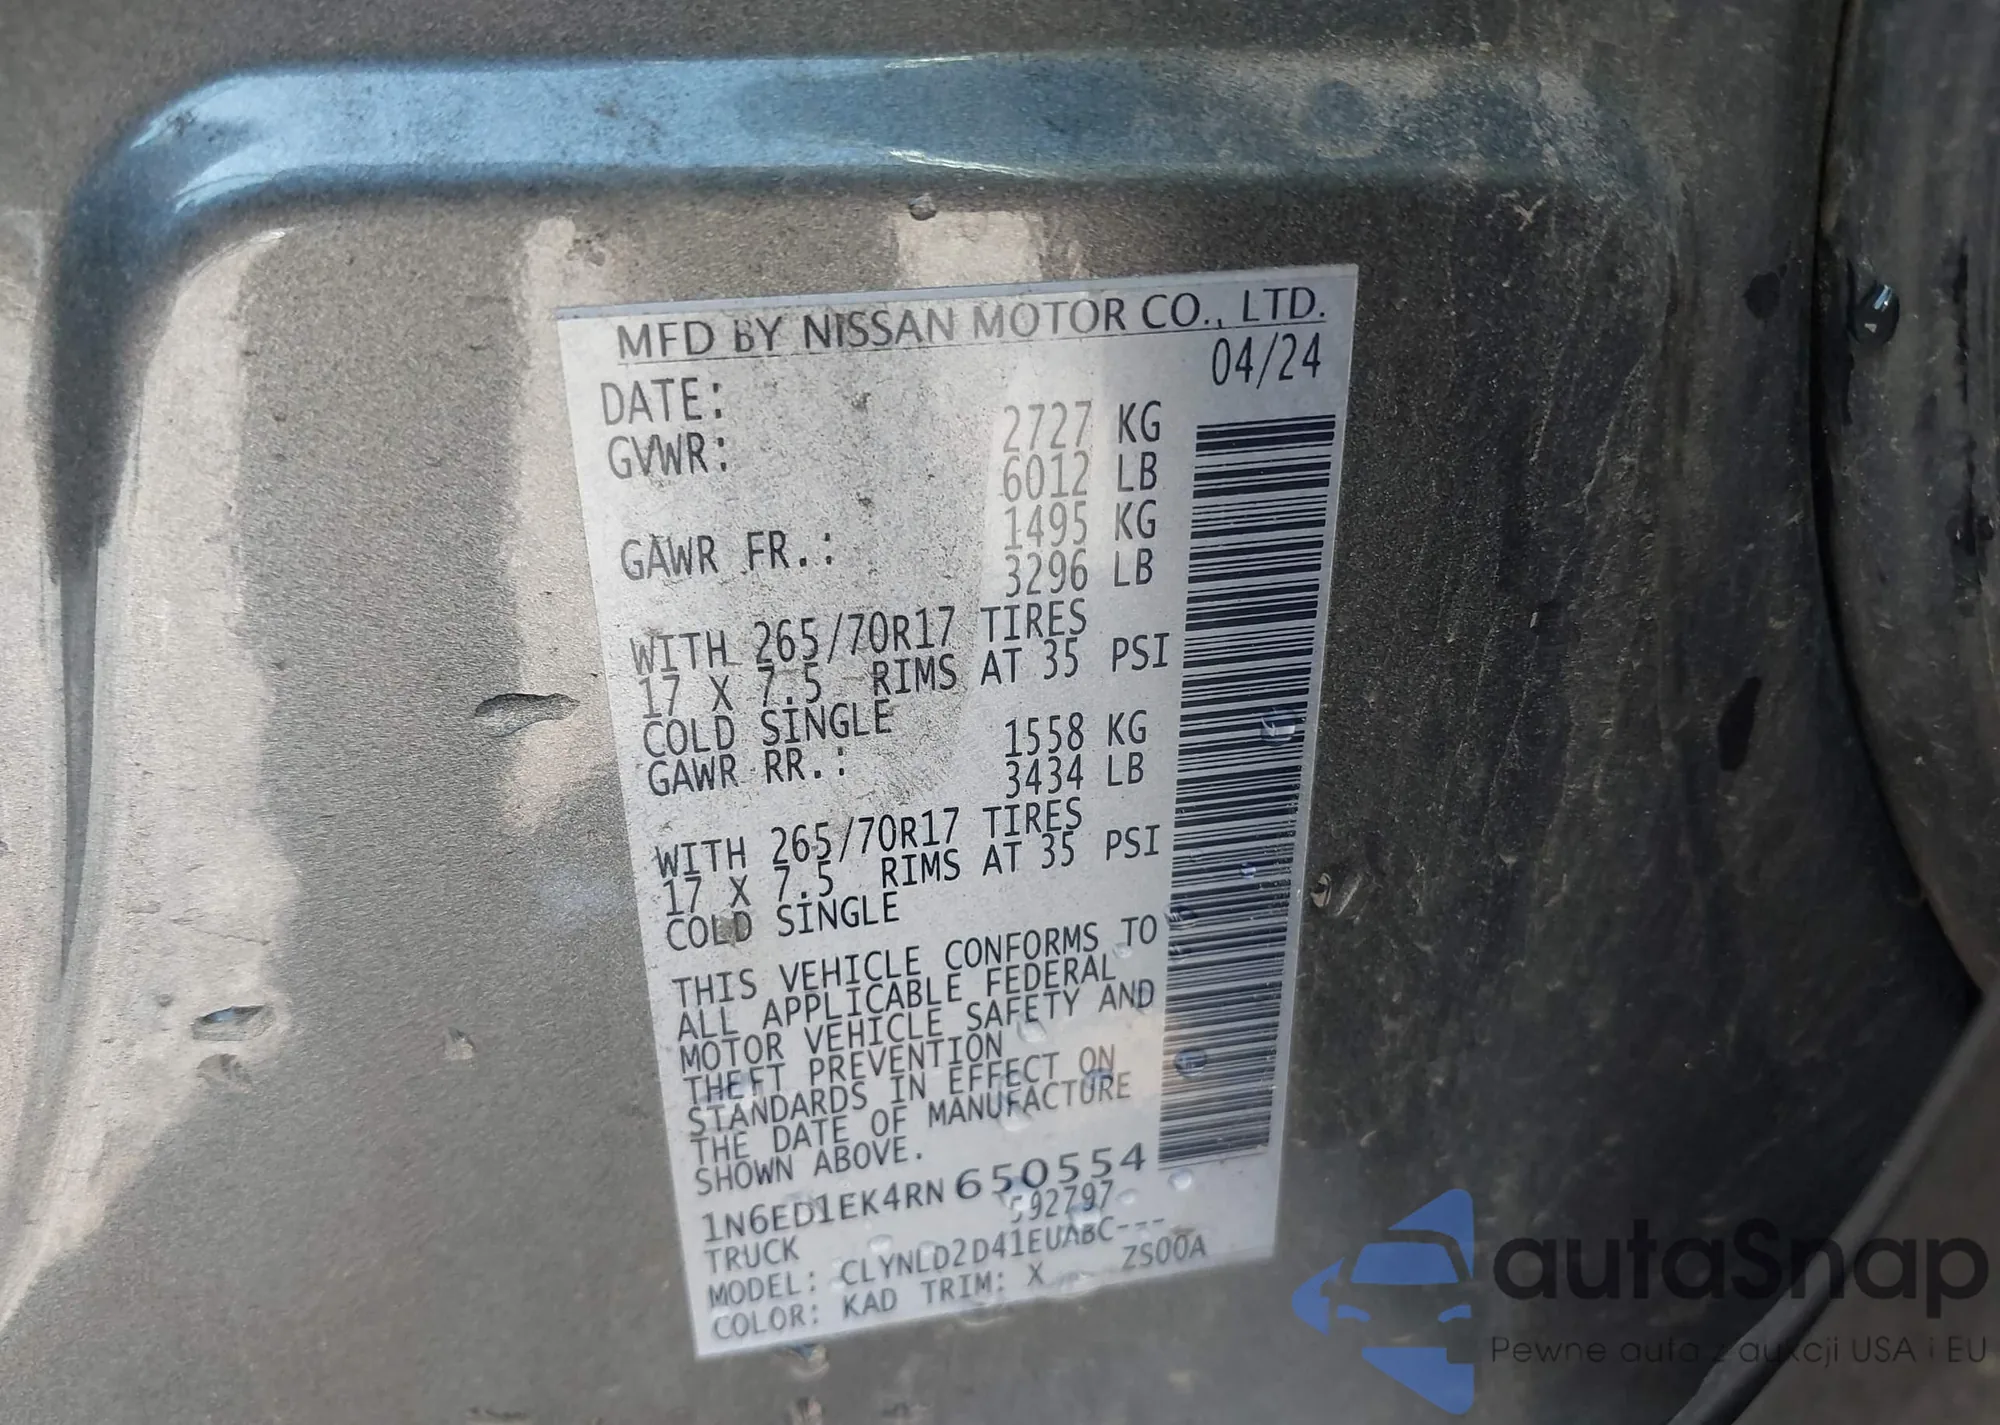 MFD BY NISSAN MOTOR CO., LTD.
DATE: 04/24
GVWR: 2727 KG
6012 LB
GAWR FR.: 1495 KG
3296 LB
WITH 265/70R17 TIRES
17 X 7.5 RIMS AT 35 PSI
COLD SINGLE
GAWR RR.: 1558 KG
3434 LB
WITH 265/70R17 TIRES
17 X 7.5 RIMS AT 35 PSI
COLD SINGLE
THIS VEHICLE CONFORMS TO
ALL APPLICABLE FEDERAL
MOTOR VEHICLE SAFETY AND
THEFT PREVENTION
STANDARDS IN EFFECT ON
THE DATE OF MANUFACTURE
SHOWN ABOVE.
1N6ED1EK4RN650554
TRUCK 592797
MODEL: CLYNLD2D41EUABC----
COLOR: KAD TRIM: X ZS00A
autaSnap
Pewne auta z aukcji USA i EU